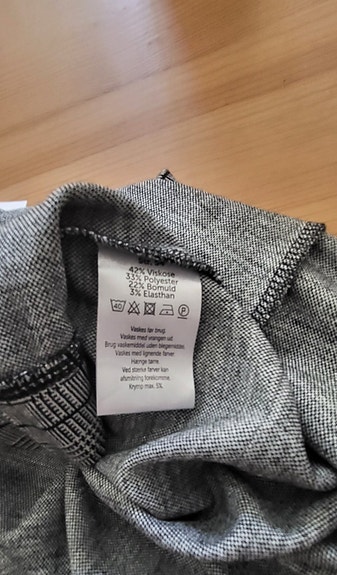 42% Viskose
33% Polyester
22% Bomuld
3% Elasthan
40 P
Vaskes før brug.
Vaskes med vrangen ud.
Brug vaskemiddel uden blegemiddel.
Vaskes med lignende farver.
Hænge tørre.
Ved stærke farver kan
afsmitning forekomme.
Krymp max. 5%.